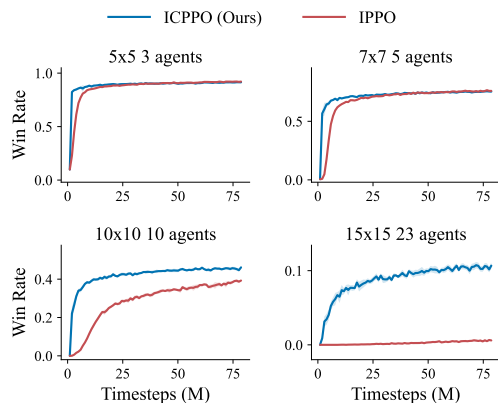 ICPPO (Ours) IPPO
5x5 3 agents 7x7 5 agents
Win Rate
1.0
0.5
0.0
0 25 50 75
0.5
0.0
0 25 50 75
10x10 10 agents 15x15 23 agents
Win Rate
0.4
0.2
0.0
0 25 50 75
Timesteps (M)
0.1
0.0
0 25 50 75
Timesteps (M)